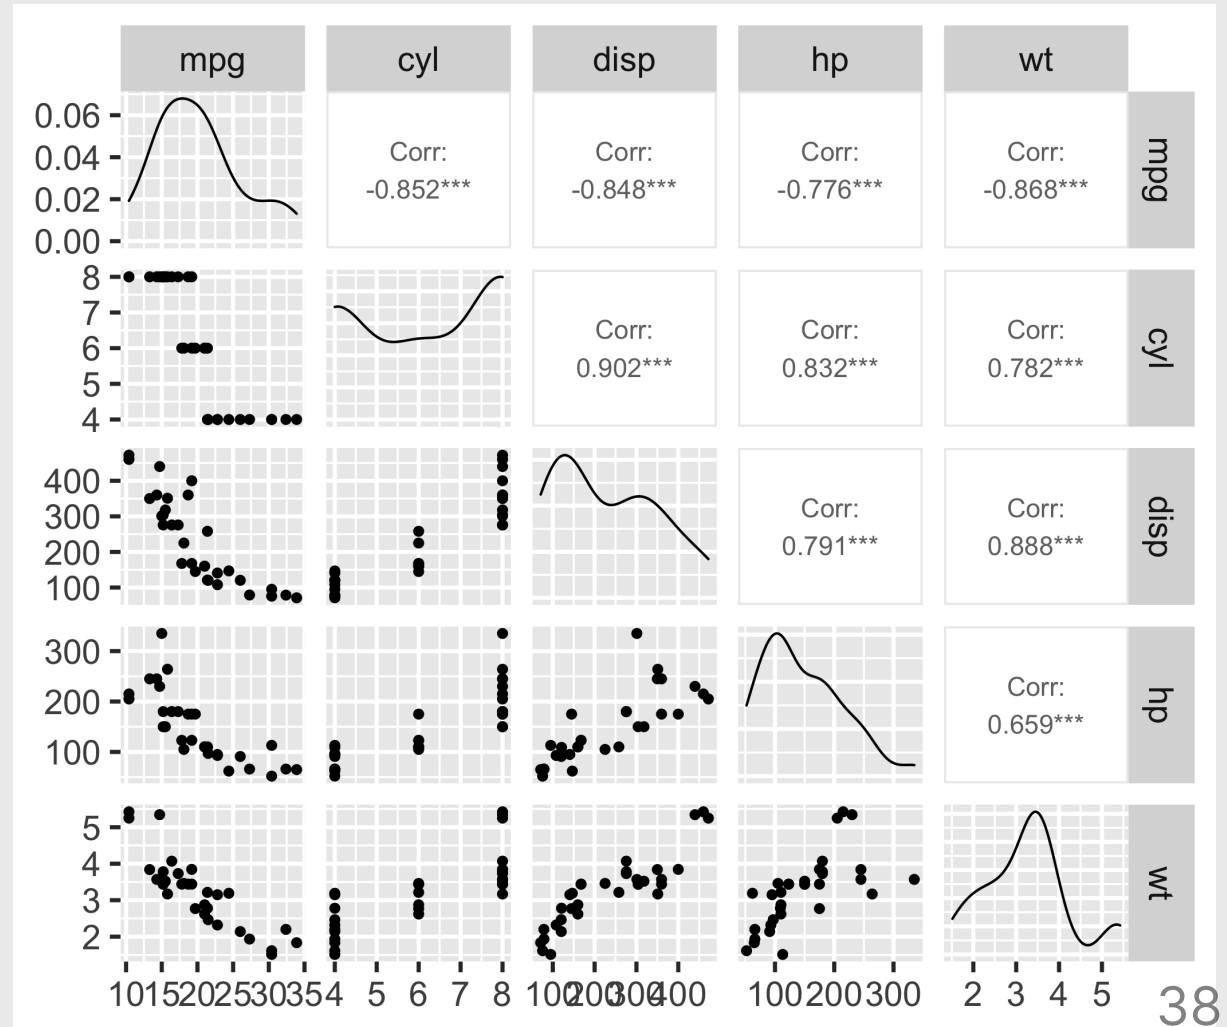 mpg cyl disp hp wt
0.06
0.04
0.02
0.00
Corr:
-0.852***
Corr:
-0.848***
Corr:
-0.776***
Corr:
-0.868***
mpg
8
7
6
5
4
Corr:
0.902***
Corr:
0.832***
Corr:
0.782***
cyl
400
300
200
100
Corr:
0.791***
Corr:
0.888***
disp
300
200
100
Corr:
0.659***
hp
5
4
3
2
wt
10 15 20 25 30 35 4 5 6 7 8 100 200 300 400 100 200 300 2 3 4 5
38